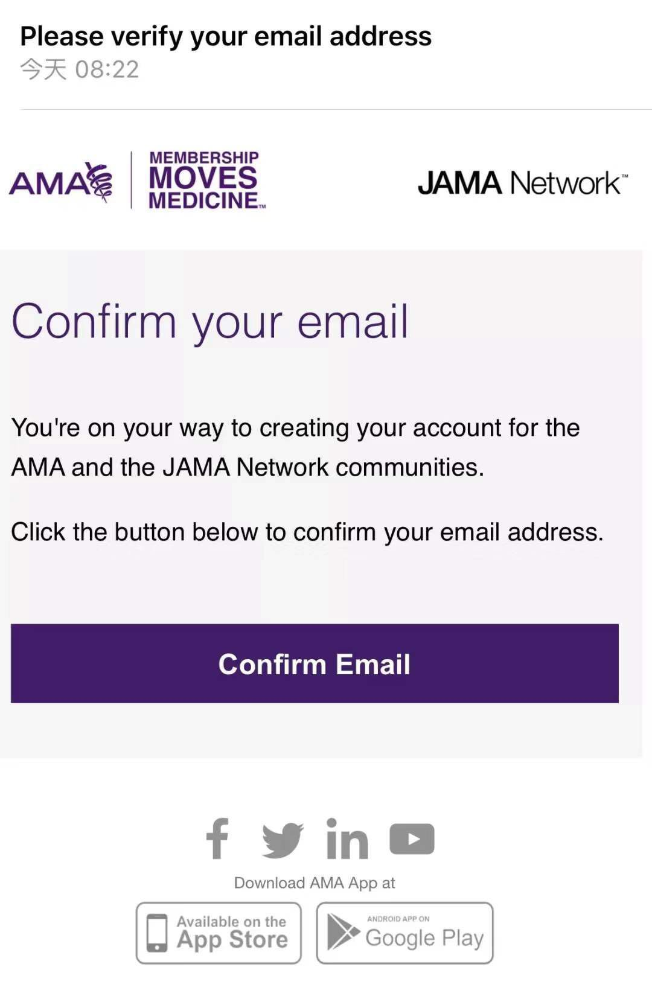 Please verify your email address
今天 08:22
AMA
MEMBERSHIP
MOVES
MEDICINE™
JAMA Network™
Confirm your email
You're on your way to creating your account for the
AMA and the JAMA Network communities.
Click the button below to confirm your email address.
Confirm Email
f in
Download AMA App at
Available on the
App Store
ANDROID APP ON
Google Play